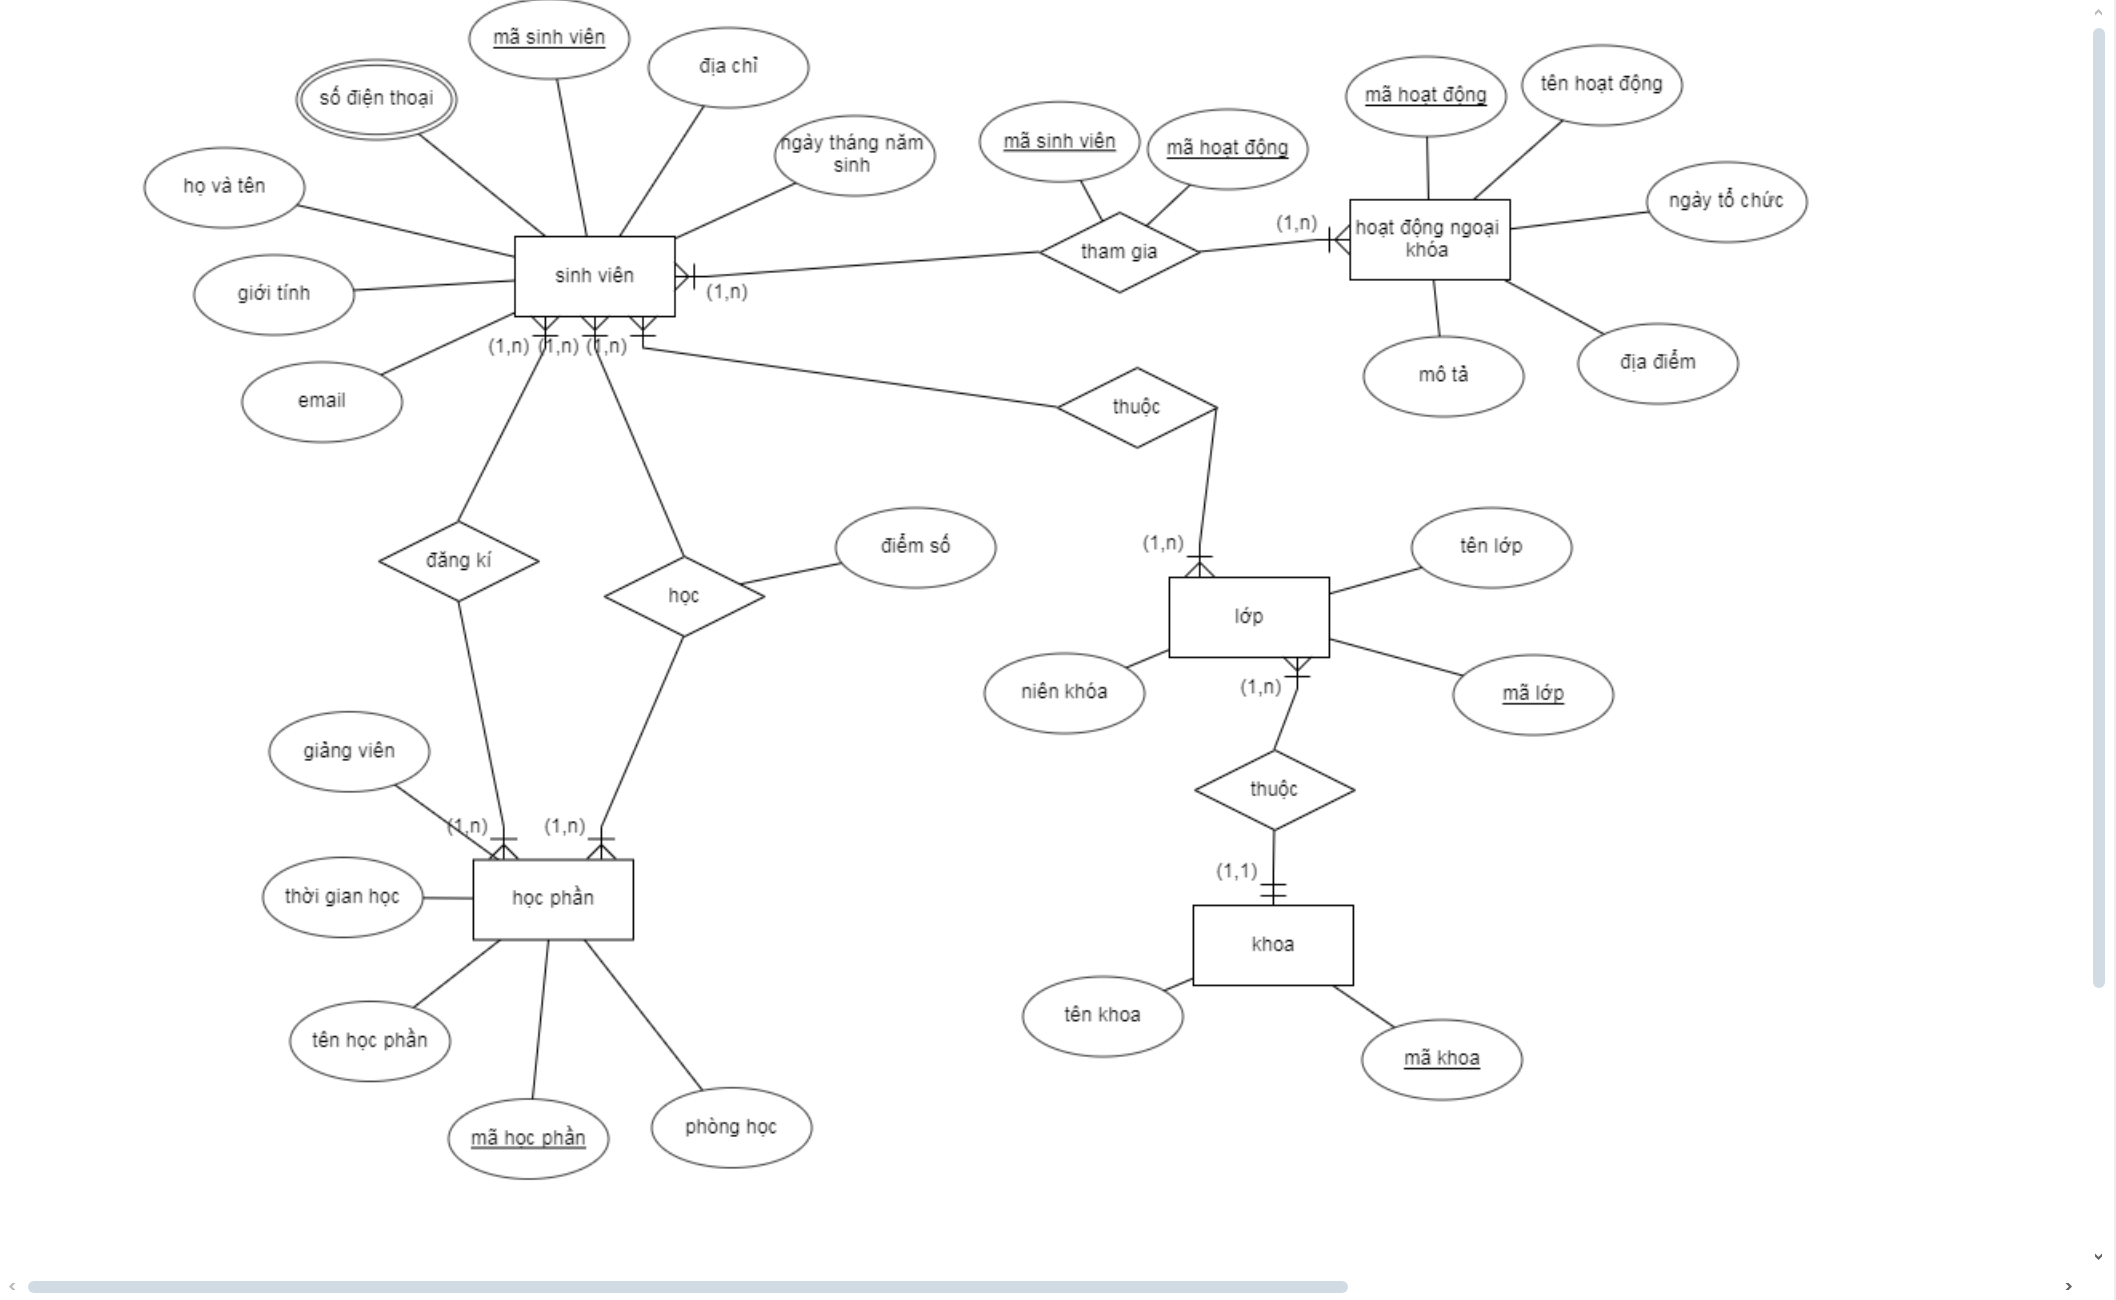 mã sinh viên
địa chỉ
số điện thoại
họ và tên
ngày tháng năm
sinh
giới tính
email
sinh viên
(1,n)
(1,n)
(1,n)
(1,n)
mã sinh viên
mã hoạt động
tham gia
(1,n)
mã hoạt động
tên hoạt động
ngày tổ chức
hoạt động ngoại
khóa
địa điểm
mô tả
thuộc
đăng kí
học
điểm số
(1,n)
tên lớp
lớp
niên khóa
mã lớp
(1,n)
thuộc
(1,1)
khoa
tên khoa
mã khoa
giảng viên
(1,n)
(1,n)
thời gian học
học phần
tên học phần
mã học phần
phòng học